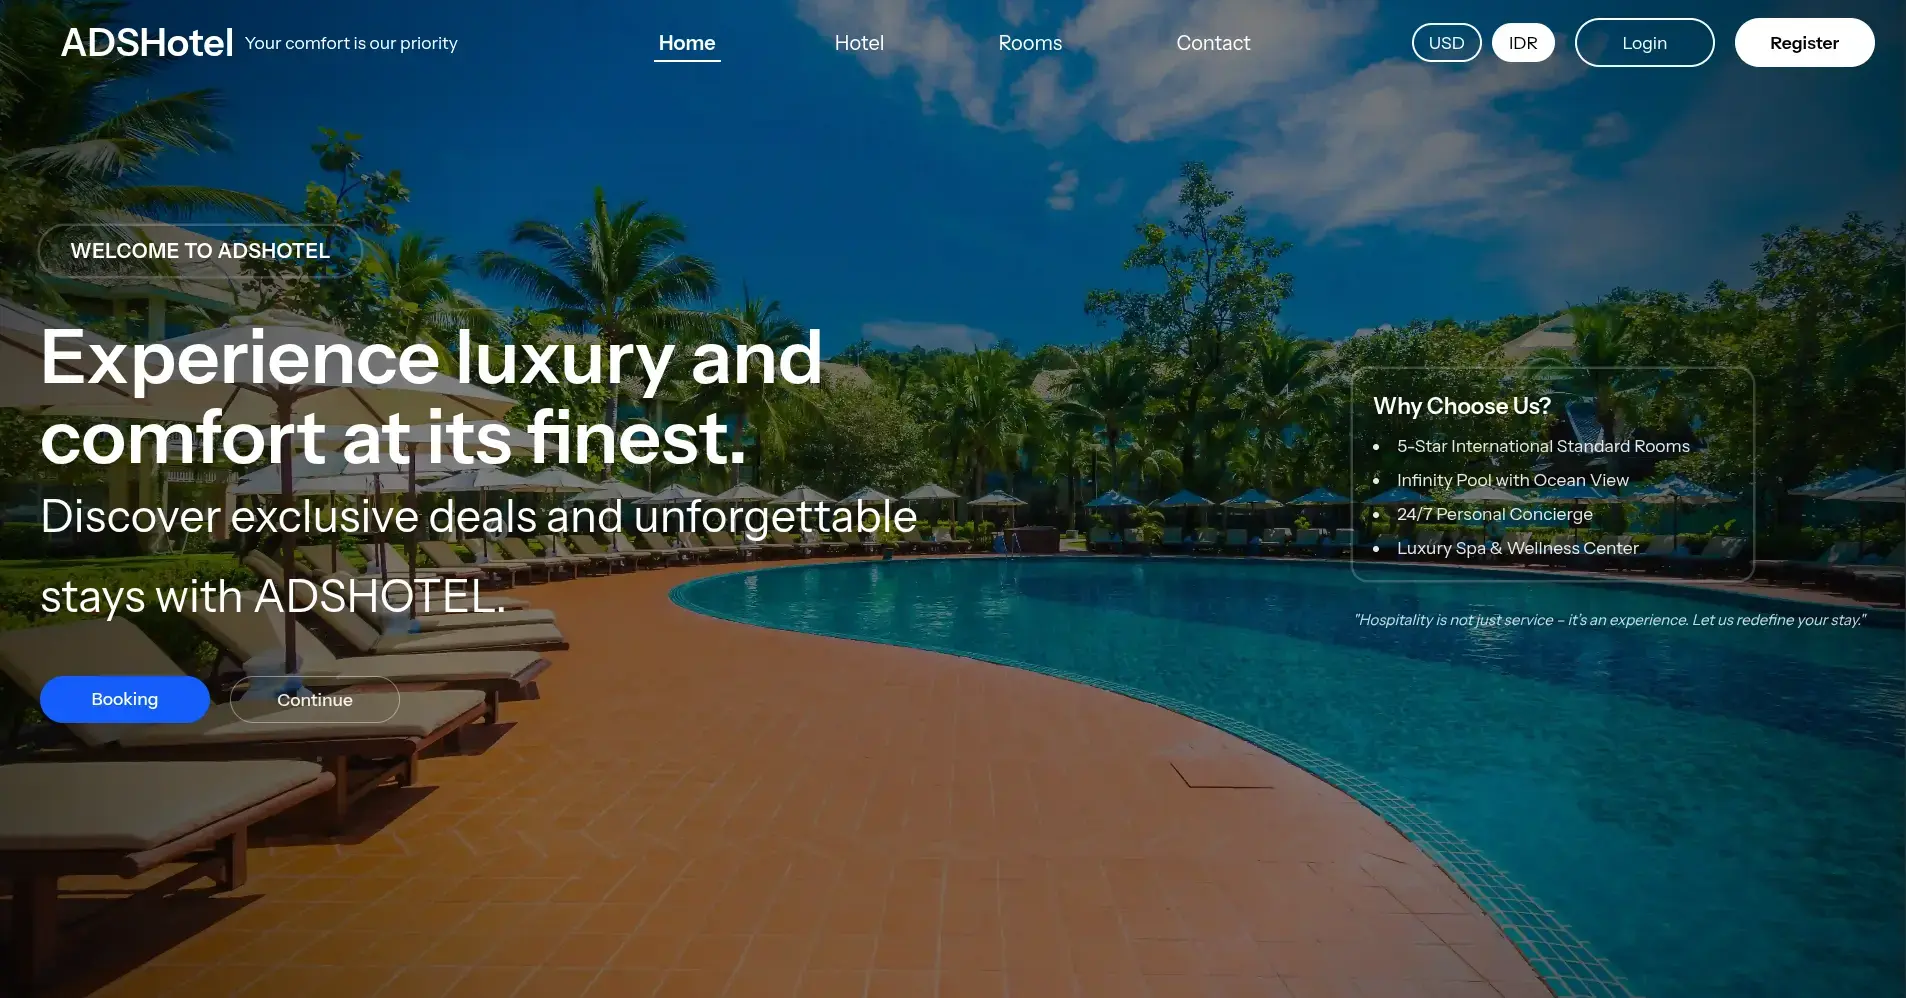 ADSHotel Your comfort is our priority Home Hotel Rooms Contact USD IDR Login Register
WELCOME TO ADSHOTEL
Experience luxury and
comfort at its finest.
Discover exclusive deals and unforgettable
stays with ADSHOTEL.
Booking Continue
Why Choose Us?
• 5-Star International Standard Rooms
• Infinity Pool with Ocean View
• 24/7 Personal Concierge
• Luxury Spa & Wellness Center
"Hospitality is not just service – it's an experience. Let us redefine your stay."